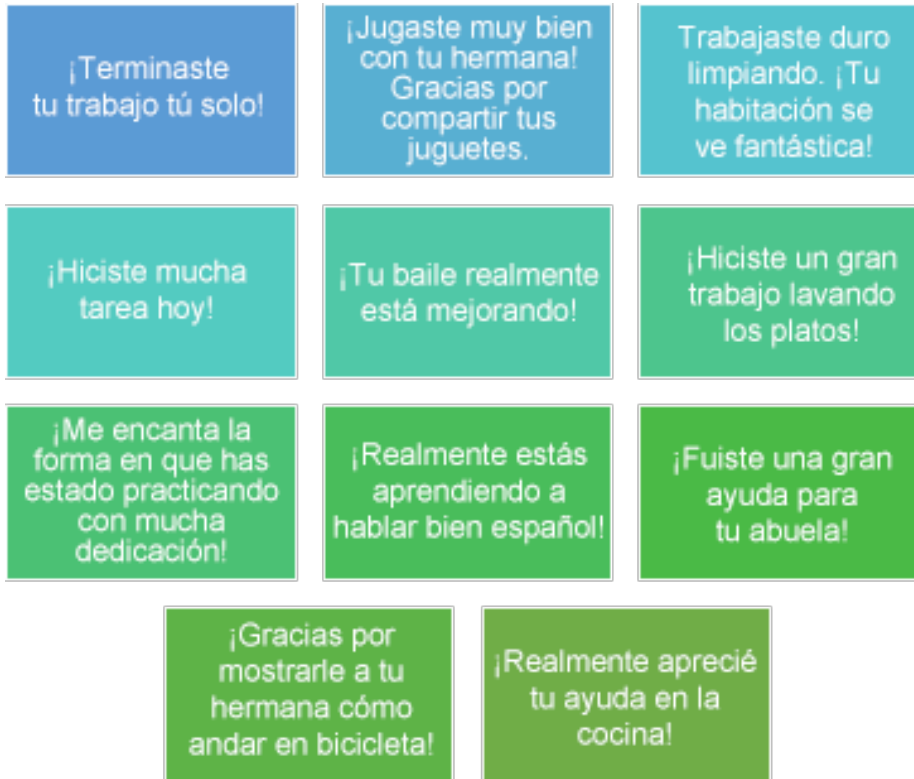 ¡Terminaste
tu trabajo tú solo!
¡Jugaste muy bien
con tu hermana!
Gracias por
compartir tus
juguetes.
Trabajaste duro
limpiando. ¡Tu
habitación se
ve fantástica!
¡Hiciste mucha
tarea hoy!
¡Tu baile realmente
está mejorando!
¡Hiciste un gran
trabajo lavando
los platos!
¡Me encanta la
forma en que has
estado practicando
con mucha
dedicación!
¡Realmente estás
aprendiendo a
hablar bien español!
¡Fuiste una gran
ayuda para
tu abuela!
¡Gracias por
mostrarle a tu
hermana cómo
andar en bicicleta!
¡Realmente aprecié
tu ayuda en la
cocina!